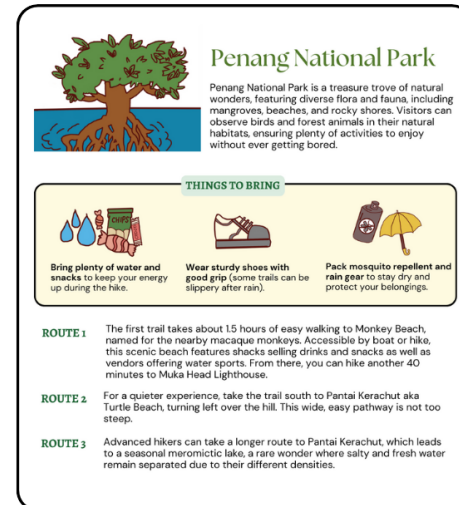 Penang National Park
Penang National Park is a treasure trove of natural
wonders, featuring diverse flora and fauna, including
mangroves, beaches, and rocky shores. Visitors can
observe birds and forest animals in their natural
habitats, ensuring plenty of activities to enjoy
without ever getting bored.
THINGS TO BRING
CHIPS
Bring plenty of water and
snacks to keep your energy
up during the hike.
Wear sturdy shoes with
good grip (some trails can be
slippery after rain).
Pack mosquito repellent and
rain gear to stay dry and
protect your belongings.
ROUTE 1
The first trail takes about 1.5 hours of easy walking to Monkey Beach,
named for the nearby macaque monkeys. Accessible by boat or hike,
this scenic beach features shacks selling drinks and snacks as well as
vendors offering water sports. From there, you can hike another 40
minutes to Muka Head Lighthouse.
ROUTE 2
For a quieter experience, take the trail south to Pantai Kerachut aka
Turtle Beach, turning left over the hill. This wide, easy pathway is not too
steep.
ROUTE 3
Advanced hikers can take a longer route to Pantai Kerachut, which leads
to a seasonal meromictic lake, a rare wonder where salty and fresh water
remain separated due to their different densities.